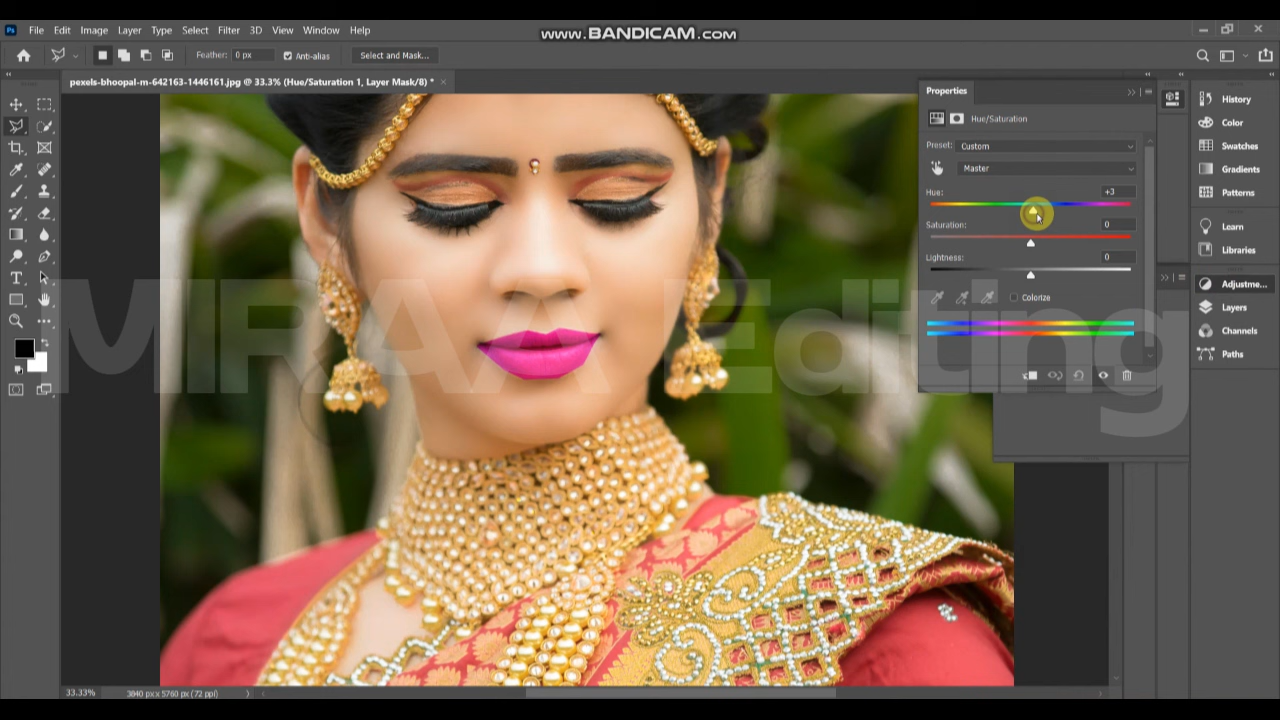 File Edit Image Layer Type Select Filter 3D View Window Help
www.BANDICAM.com
Feather: 0 px Anti-alias Select and Mask...
pexels-bhoopal-m-642163-1446161.jpg @ 33.3% (Hue/Saturation 1, Layer Mask/8) *
Properties
Hue/Saturation
Preset: Custom
Master
Hue: +3
Saturation: 0
Lightness: 0
Colorize
History
Color
Swatches
Gradients
Patterns
Learn
Libraries
Adjustme...
Layers
Channels
Paths
MIRAA Editing
33.33% 3840 px x 5760 px (72 ppi)